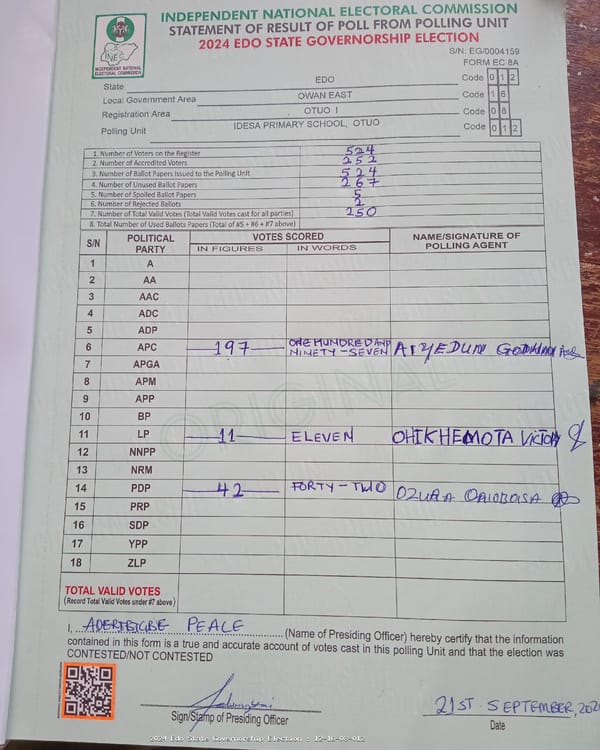 INDEPENDENT NATIONAL ELECTORAL COMMISSION
STATEMENT OF RESULT OF POLL FROM POLLING UNIT
2024 EDO STATE GOVERNORSHIP ELECTION
INEC
INDEPENDENT NATIONAL
ELECTORAL COMMISSION
S/N: EG/0004159
FORM EC 8A
State EDO Code 0 1 2
Local Government Area OWAN EAST Code 1 6
Registration Area OTUO I Code 0 8
Polling Unit IDESA PRIMARY SCHOOL, OTUO Code 0 1 2
1. Number of Voters on the Register 524
2. Number of Accredited Voters 252
3. Number of Ballot Papers Issued to the Polling Unit 524
4. Number of Unused Ballot Papers 267
5. Number of Spoiled Ballot Papers 5
6. Number of Rejected Ballots 2
7. Number of Total Valid Votes (Total Valid Votes cast for all parties) 250
8. Total Number of Used Ballots Papers (Total of #5 + #6 + #7 above)
S/N POLITICAL PARTY VOTES SCORED NAME/SIGNATURE OF POLLING AGENT
IN FIGURES IN WORDS
1 A
2 AA
3 AAC
4 ADC
5 ADP
6 APC 197 ONE HUNDRED AND NINETY-SEVEN
7 APGA
8 APM
9 APP
10 BP
11 LP 11 ELEVEN OHIKHEMOTA VICTOR
12 NNPP
13 NRM
14 PDP 42 FORTY-TWO
15 PRP
16 SDP
17 YPP
18 ZLP
ORIGINAL
TOTAL VALID VOTES
(Record Total Valid Votes under #7 above)
I, PEACE (Name of Presiding Officer) hereby certify that the information
contained in this form is a true and accurate account of votes cast in this polling Unit and that the election was
CONTESTED/NOT CONTESTED
Sign/Stamp of Presiding Officer
21ST SEPTEMBER, 202
Date
2024 Edo State Governorship Election - 12-16-08-012